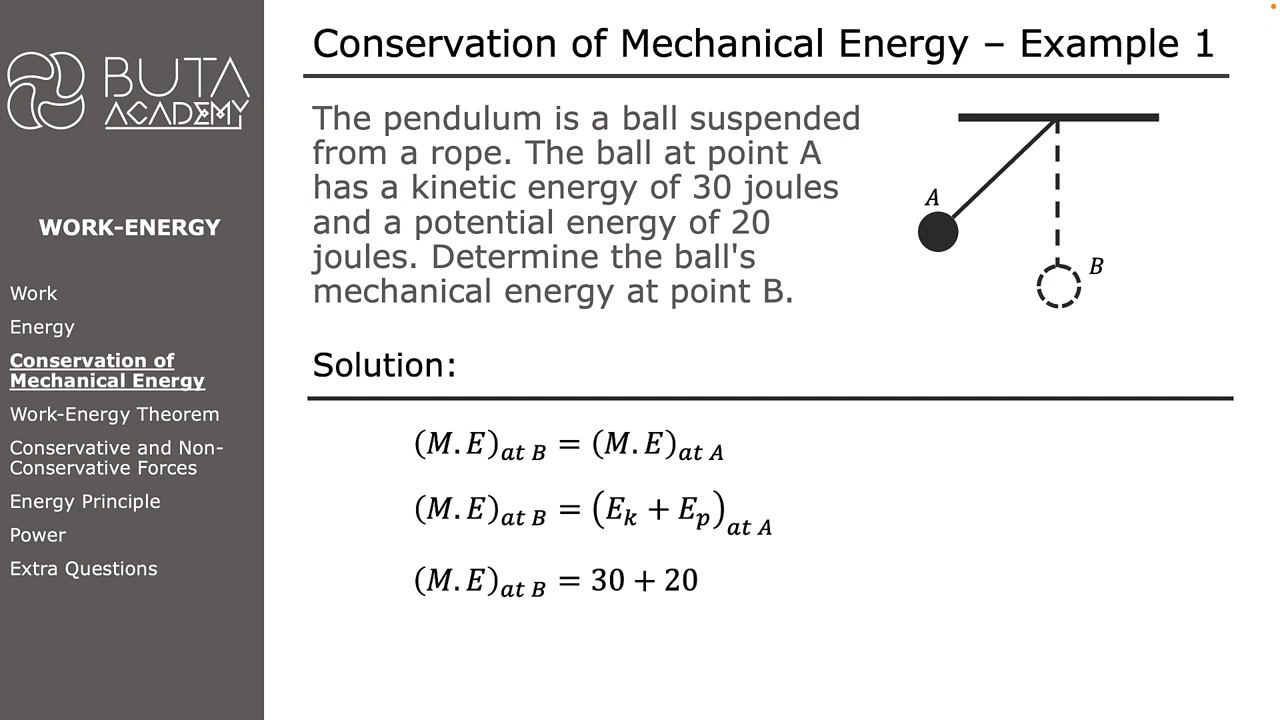 BUTA
ACADEMY
WORK-ENERGY
Work
Energy
Conservation of
Mechanical Energy
Work-Energy Theorem
Conservative and Non-
Conservative Forces
Energy Principle
Power
Extra Questions
Conservation of Mechanical Energy – Example 1
The pendulum is a ball suspended
from a rope. The ball at point A
has a kinetic energy of 30 joules
and a potential energy of 20
joules. Determine the ball's
mechanical energy at point B.
A
B
Solution:
(M.E)at B = (M.E)at A
(M.E)at B = (Ek + Ep)at A
(M.E)at B = 30 + 20